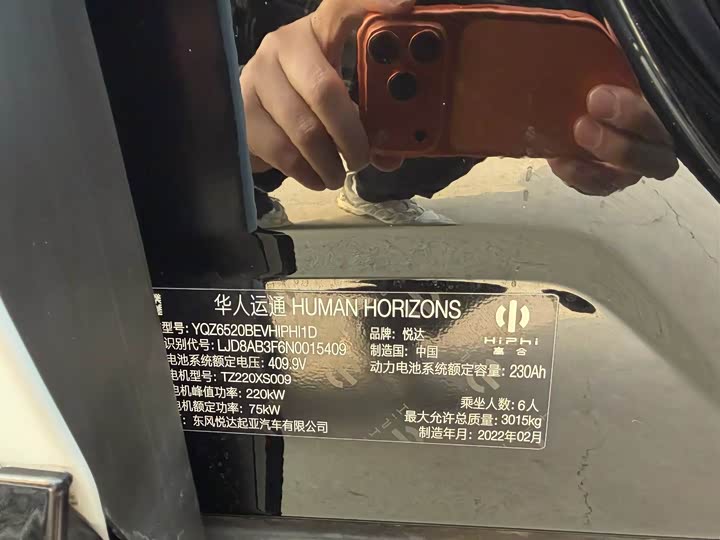 华人运通 HUMAN HORIZONS
型号: YQZ6520BEVHIPHI1D
品牌: 悦达
识别代号: LJD8AB3F6N0015409
制造国: 中国
HiPhi
高合
电池系统额定电压: 409.9V
动力电池系统额定容量: 230Ah
电机型号: TZ220XS009
电机峰值功率: 220kW
乘坐人数: 6人
电机额定功率: 75kW
最大允许总质量: 3015kg
: 东风悦达起亚汽车有限公司
制造年月: 2022年02月